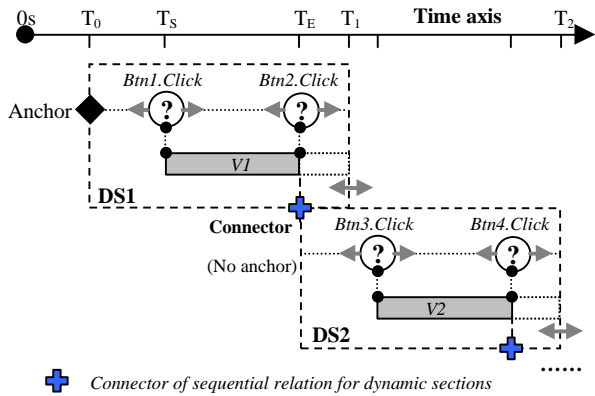 0s T0 TS TE T1 Time axis T2
Btn1.Click Btn2.Click
Anchor ? ?
V1
DS1
Connector Btn3.Click Btn4.Click
(No anchor) ? ?
V2
DS2
......
Connector of sequential relation for dynamic sections